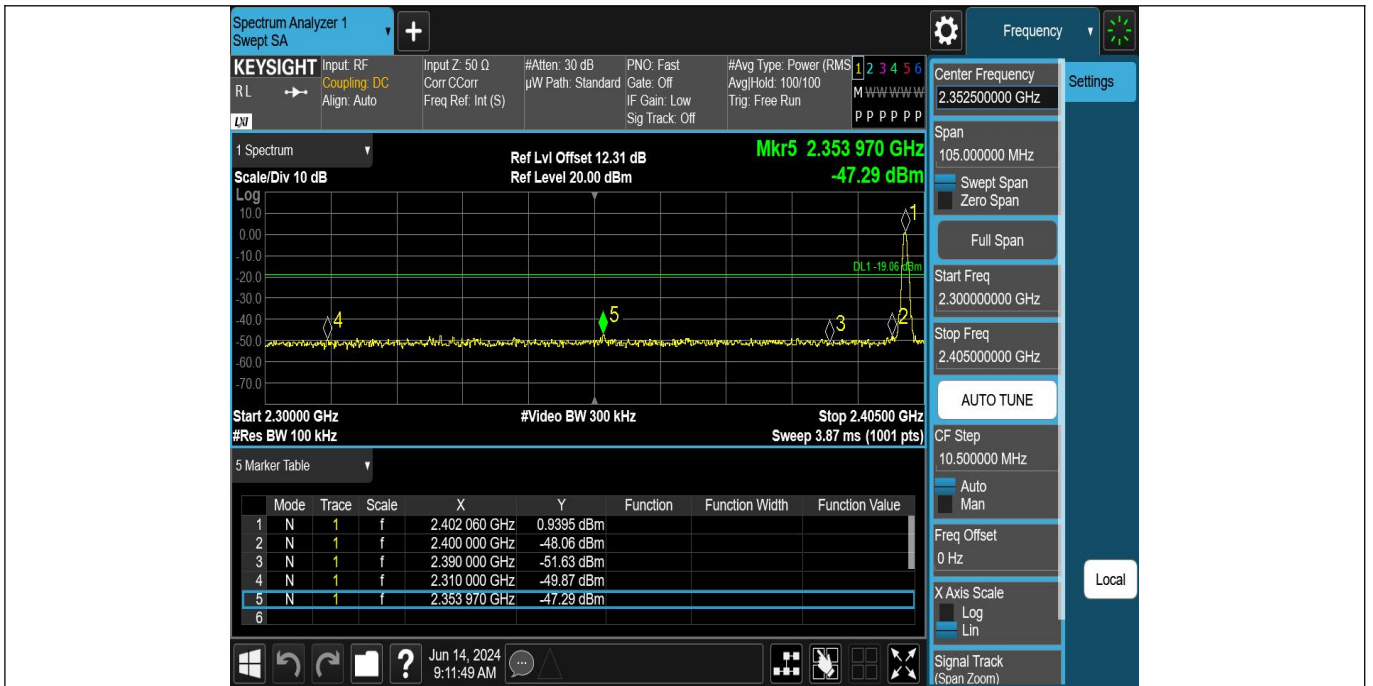 Spectrum Analyzer 1
Swept SA
+
Frequency
KEYSIGHT
RL
LXI
Input: RF
Coupling: DC
Align: Auto
Input Z: 50 Ω
Corr CCorr
Freq Ref: Int (S)
#Atten: 30 dB
µW Path: Standard
PNO: Fast
Gate: Off
IF Gain: Low
Sig Track: Off
#Avg Type: Power (RMS
Avg|Hold: 100/100
Trig: Free Run
1 2 3 4 5 6
M W W W W W
P P P P P P
1 Spectrum
Scale/Div 10 dB
Ref Lvl Offset 12.31 dB
Ref Level 20.00 dBm
Mkr5 2.353 970 GHz
-47.29 dBm
Log
10.0
0.00
-10.0
-20.0
-30.0
-40.0
-50.0
-60.0
-70.0
1
DL1 -19.06 dBm
4
5
3
2
Start 2.30000 GHz
#Video BW 300 kHz
Stop 2.40500 GHz
#Res BW 100 kHz
Sweep 3.87 ms (1001 pts)
5 Marker Table
Mode Trace Scale X Y Function Function Width Function Value
1 N 1 f 2.402 060 GHz 0.9395 dBm
2 N 1 f 2.400 000 GHz -48.06 dBm
3 N 1 f 2.390 000 GHz -51.63 dBm
4 N 1 f 2.310 000 GHz -49.87 dBm
5 N 1 f 2.353 970 GHz -47.29 dBm
6
?
Jun 14, 2024
9:11:49 AM
Center Frequency
2.352500000 GHz
Settings
Span
105.000000 MHz
Swept Span
Zero Span
Full Span
Start Freq
2.300000000 GHz
Stop Freq
2.405000000 GHz
AUTO TUNE
CF Step
10.500000 MHz
Auto
Man
Freq Offset
0 Hz
Local
X Axis Scale
Log
Lin
Signal Track
(Span Zoom)